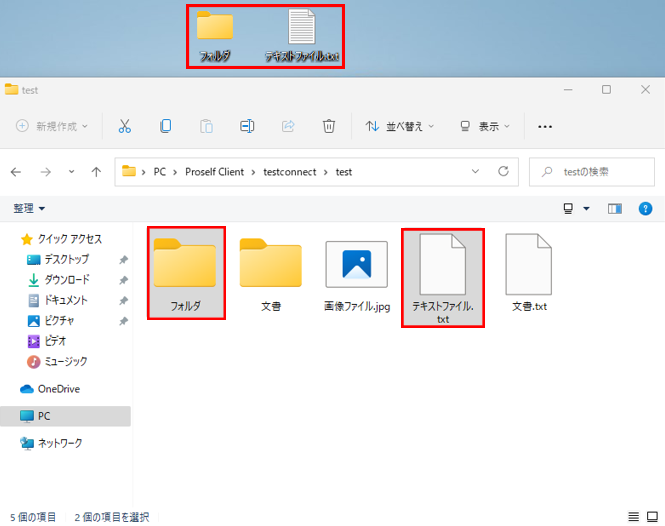 フォルダ
テキストファイル.txt
test
新規作成
並べ替え
表示
PC > Proself Client > testconnect > test
testの検索
整理
クイック アクセス
デスクトップ
ダウンロード
ドキュメント
ピクチャ
ビデオ
ミュージック
OneDrive
PC
ネットワーク
フォルダ
文書
画像ファイル.jpg
テキストファイル.
txt
文書.txt
5 個の項目
2 個の項目を選択